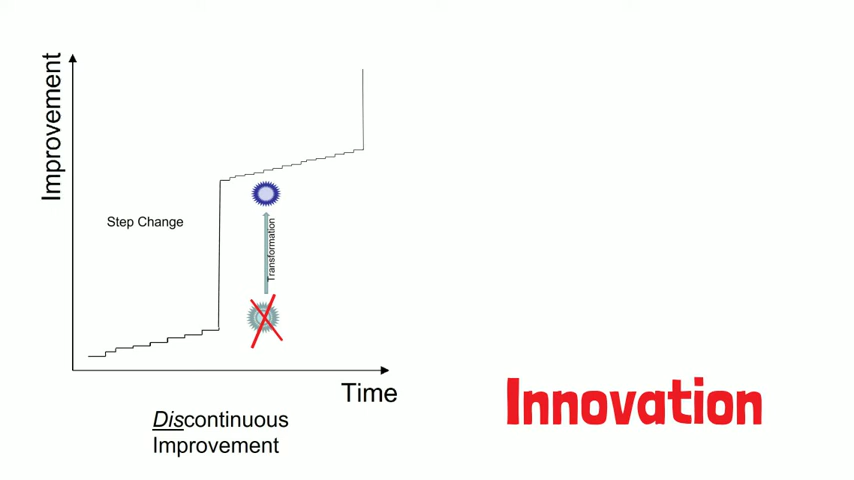 Improvement
Step Change
Transformation
Time
Discontinuous
Improvement
Innovation